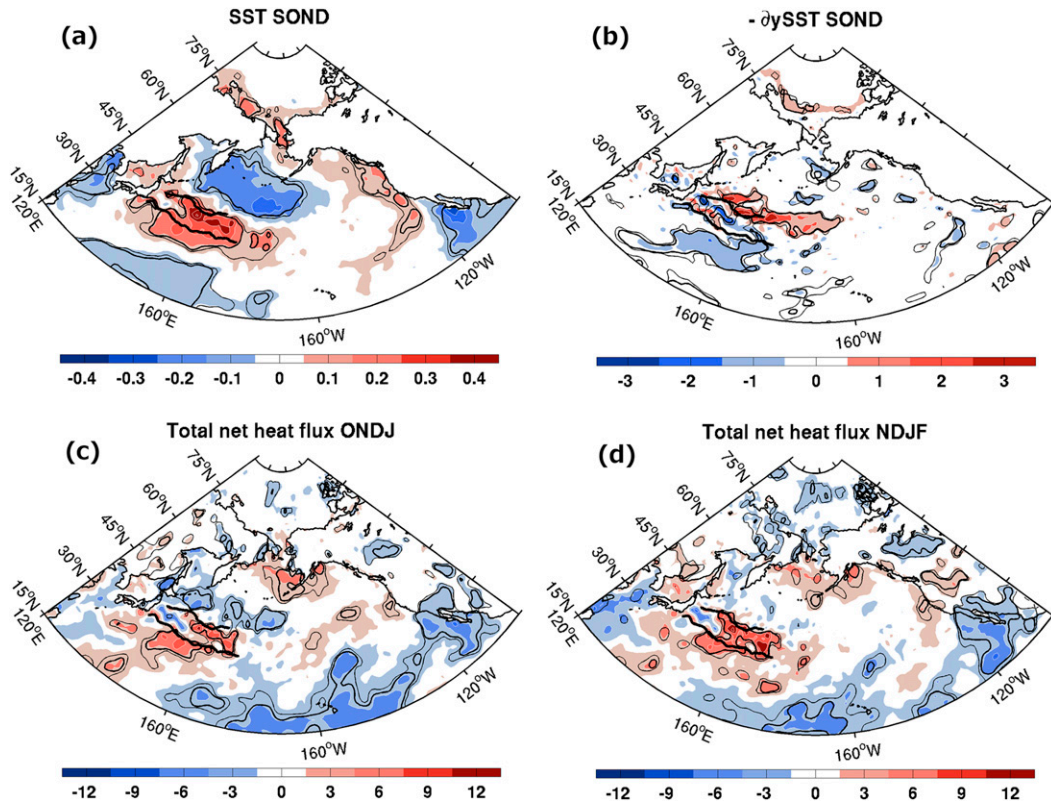 SST SOND
(a)
75°N
60°N
45°N
30°N
15°N
120°E
160°E
160°W
120°W
-0.4 -0.3 -0.2 -0.1 0 0.1 0.2 0.3 0.4
- ∂ySST SOND
(b)
75°N
60°N
45°N
30°N
15°N
120°E
160°E
160°W
120°W
-3 -2 -1 0 1 2 3
Total net heat flux ONDJ
(c)
75°N
60°N
45°N
30°N
15°N
120°E
160°E
160°W
120°W
-12 -9 -6 -3 0 3 6 9 12
Total net heat flux NDJF
(d)
75°N
60°N
45°N
30°N
15°N
120°E
160°E
160°W
120°W
-12 -9 -6 -3 0 3 6 9 12